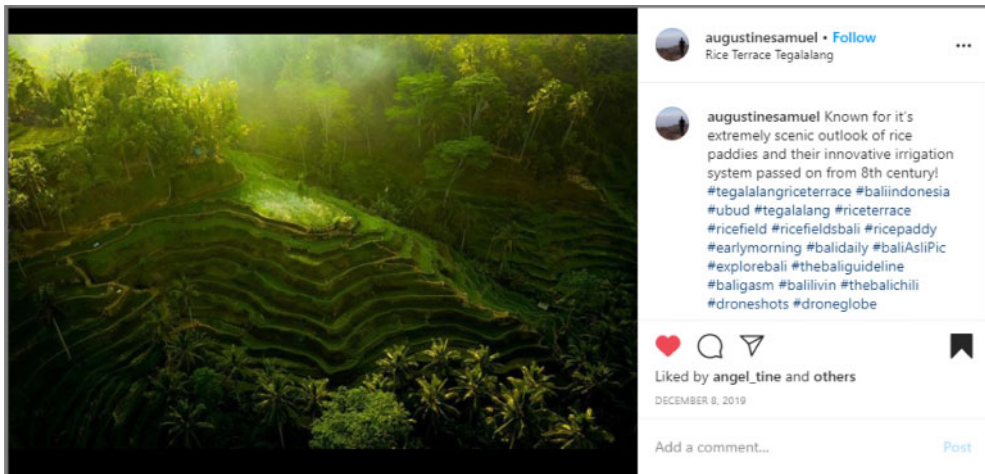 augustinesamuel • Follow
Rice Terrace Tegalalang
augustinesamuel Known for it's
extremely scenic outlook of rice
paddies and their innovative irrigation
system passed on from 8th century!
#tegalalangriceterrace #baliindonesia
#ubud #tegalalang #riceterrace
#ricefield #ricefieldsbali #ricepaddy
#earlymorning #balidaily #baliAsliPic
#explorebali #thebaliguideline
#baligasm #balilivin #thebalichili
#droneshots #droneglobe
Liked by angel_tine and others
DECEMBER 8, 2019
Add a comment... Post